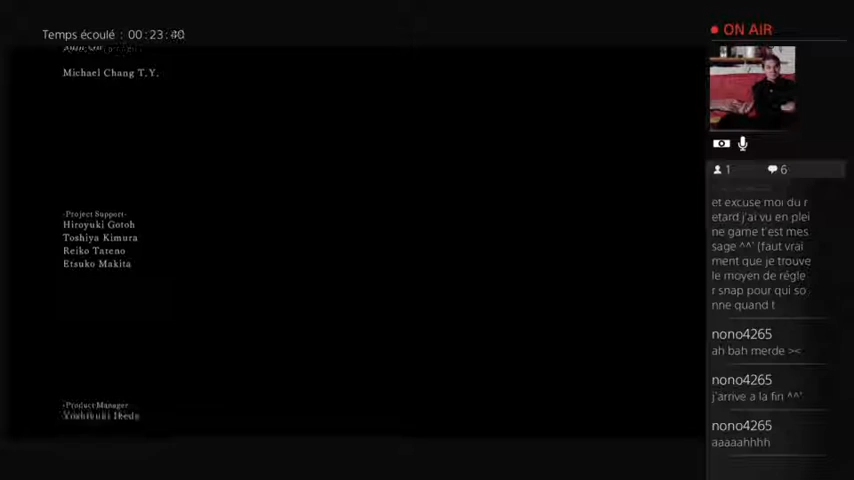 Temps écoulé : 00:23:40
ON AIR
Michael Chang T.Y.
1
6
-Project Support-
Hiroyuki Gotoh
Toshiya Kimura
Reiko Tateno
Etsuko Makita
-Product Manager-
et excuse moi du r
etard j'ai vu en plei
ne game t'est mes
sage ^^' (faut vrai
ment que je trouve
le moyen de régle
r snap pour qui so
nne quand t
nono4265
ah bah merde ><
nono4265
j'arrive a la fin ^^'
nono4265
aaaaahhhh